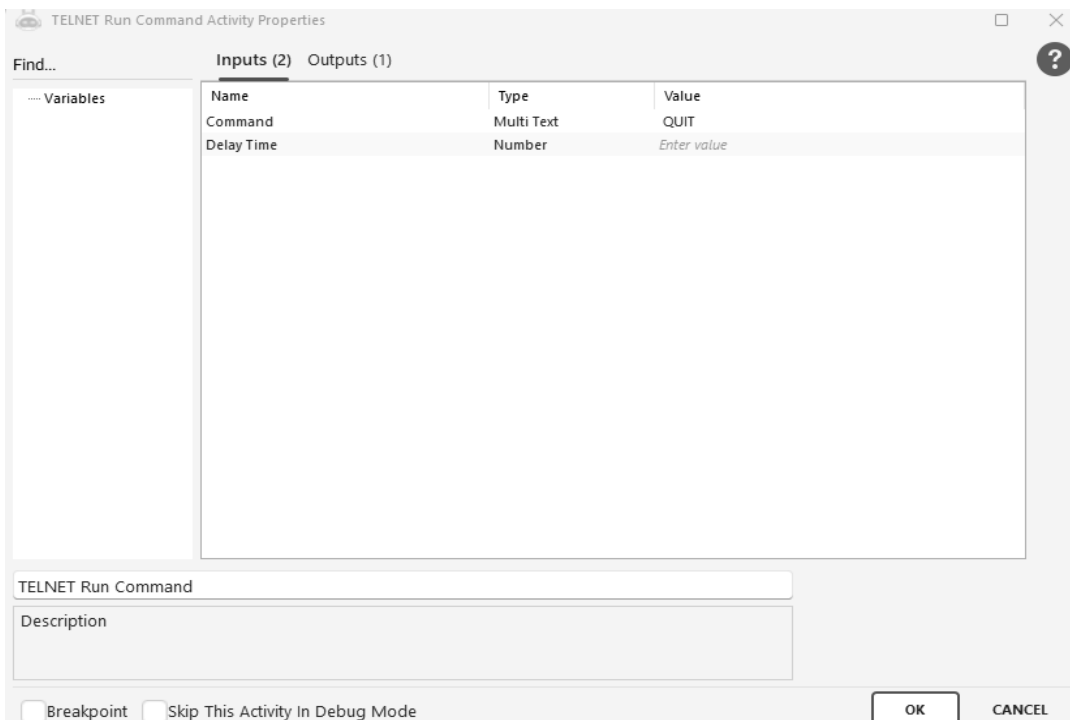 TELNET Run Command Activity Properties
Find...
Inputs (2) Outputs (1)
?
Variables
Name Type Value
Command Multi Text QUIT
Delay Time Number Enter value
TELNET Run Command
Description
Breakpoint Skip This Activity In Debug Mode
OK CANCEL